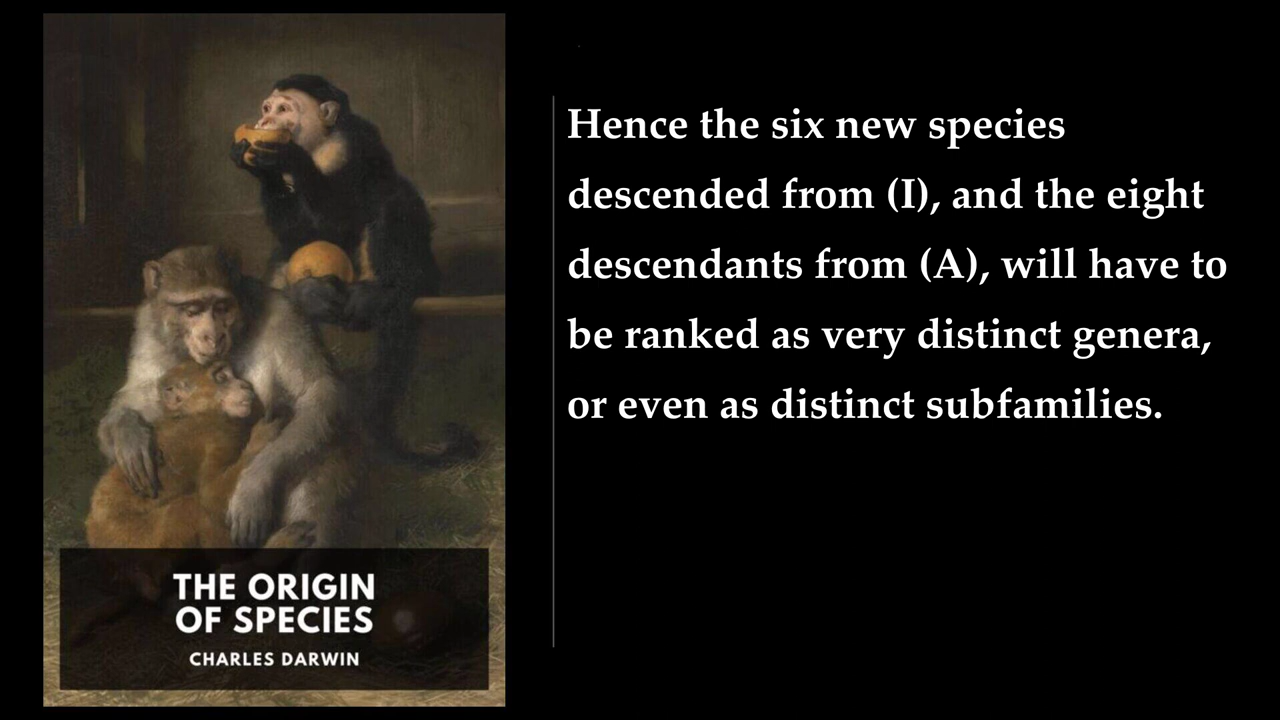 Hence the six new species
descended from (I), and the eight
descendants from (A), will have to
be ranked as very distinct genera,
or even as distinct subfamilies.
THE ORIGIN
OF SPECIES
CHARLES DARWIN